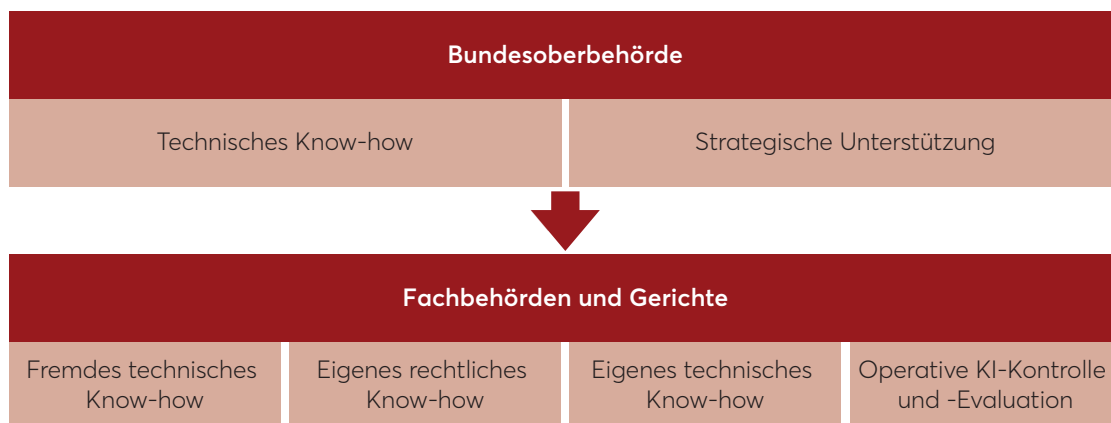 Bundesoberbehörde
Technisches Know-how
Strategische Unterstützung
Fachbehörden und Gerichte
Fremdes technisches
Know-how
Eigenes rechtliches
Know-how
Eigenes technisches
Know-how
Operative KI-Kontrolle
und -Evaluation